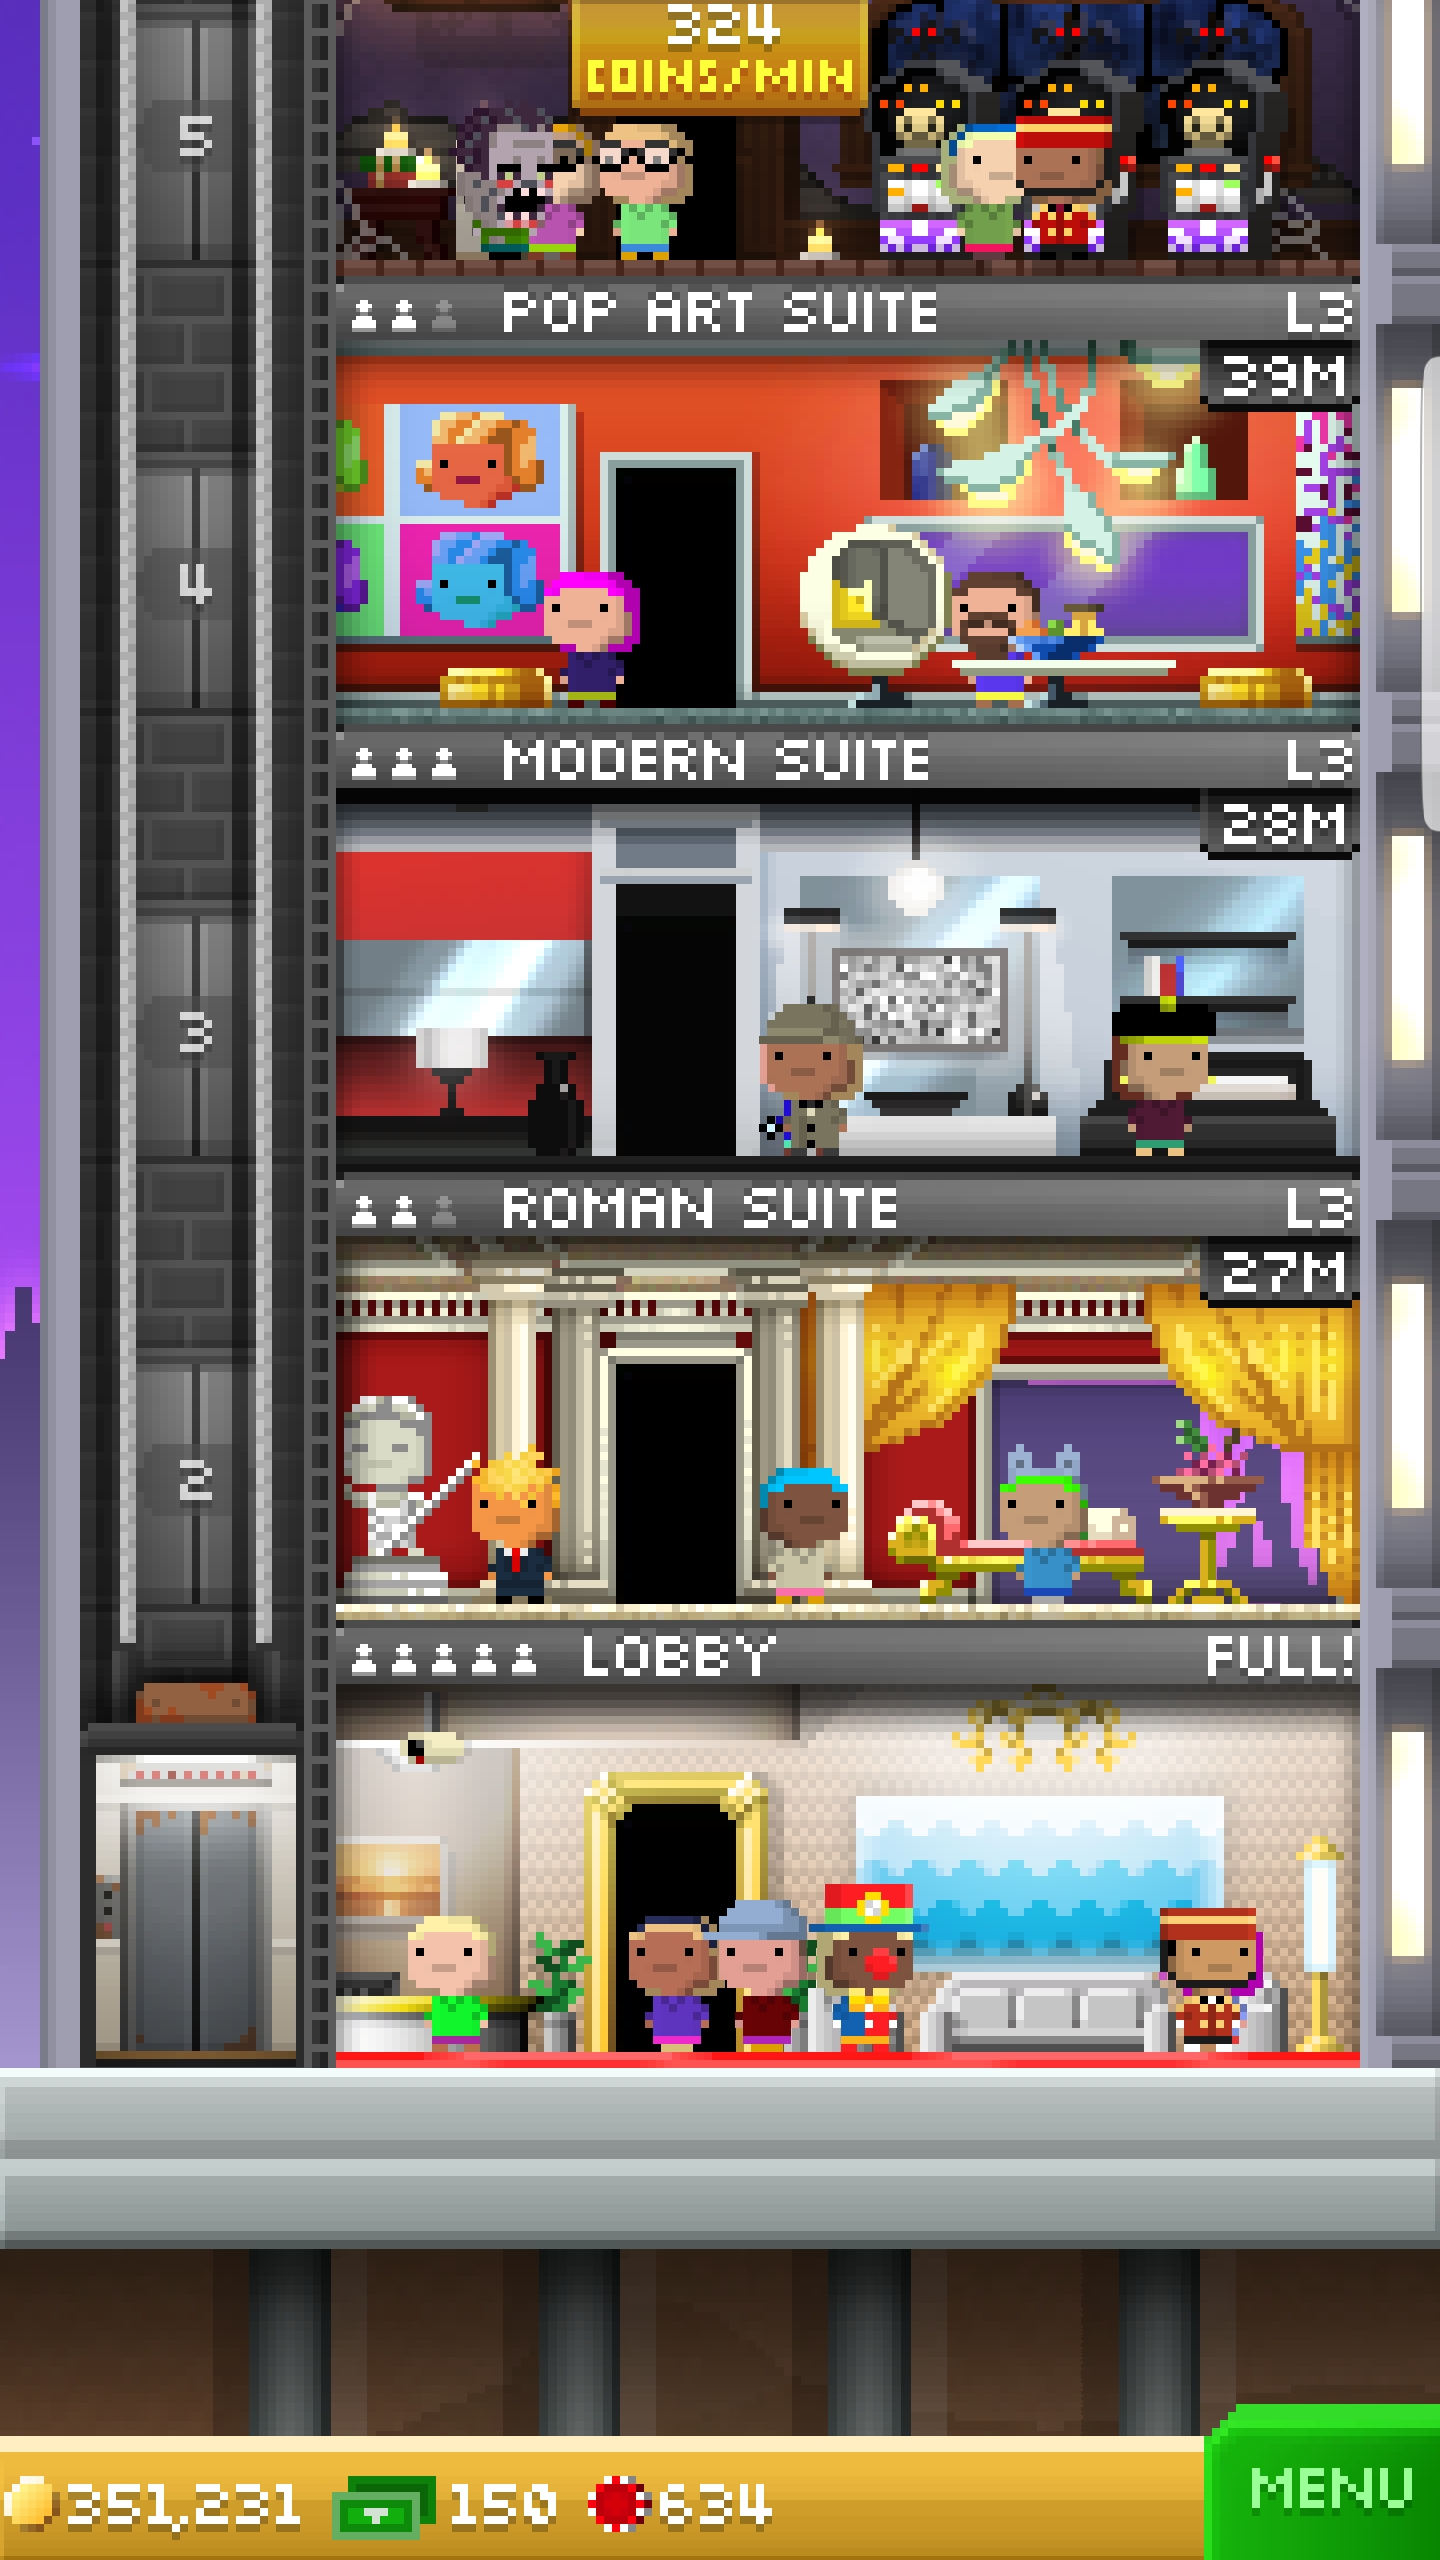 324
COINS/MIN
5
POP ART SUITE L3
39M
4
MODERN SUITE L3
28M
3
ROMAN SUITE L3
27M
2
LOBBY FULL!
351,231 150 634
MENU